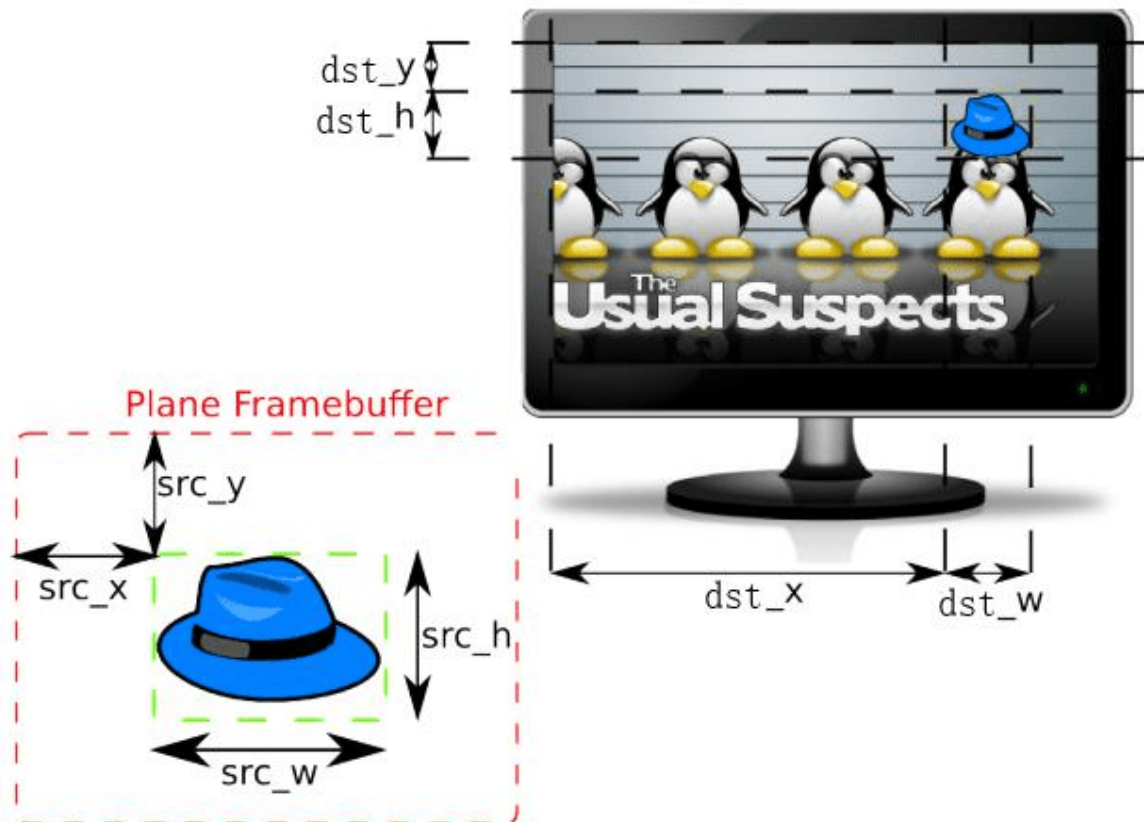 dst_y
dst_h
The
Usual Suspects
Plane Framebuffer
src_y
src_x
src_h
src_w
dst_x
dst_w